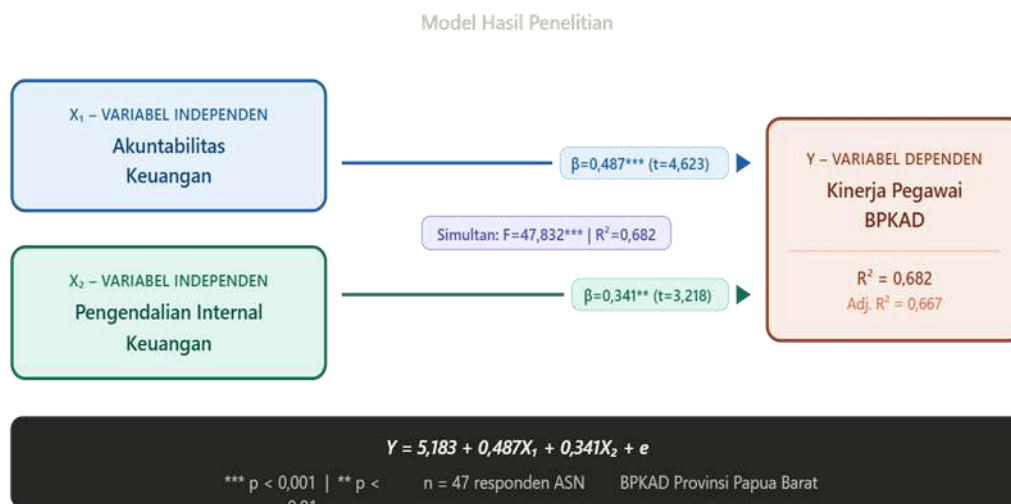 Model Hasil Penelitian
X₁ – VARIABEL INDEPENDEN
Akuntabilitas
Keuangan
β=0,487*** (t=4,623)
Simultan: F=47,832*** | R²=0,682
X₂ – VARIABEL INDEPENDEN
Pengendalian Internal
Keuangan
β=0,341** (t=3,218)
Y – VARIABEL DEPENDEN
Kinerja Pegawai
BPKAD
R² = 0,682
Adj. R² = 0,667
Y = 5,183 + 0,487X₁ + 0,341X₂ + e
*** p < 0,001 | ** p <
0,01
n = 47 responden ASN
BPKAD Provinsi Papua Barat